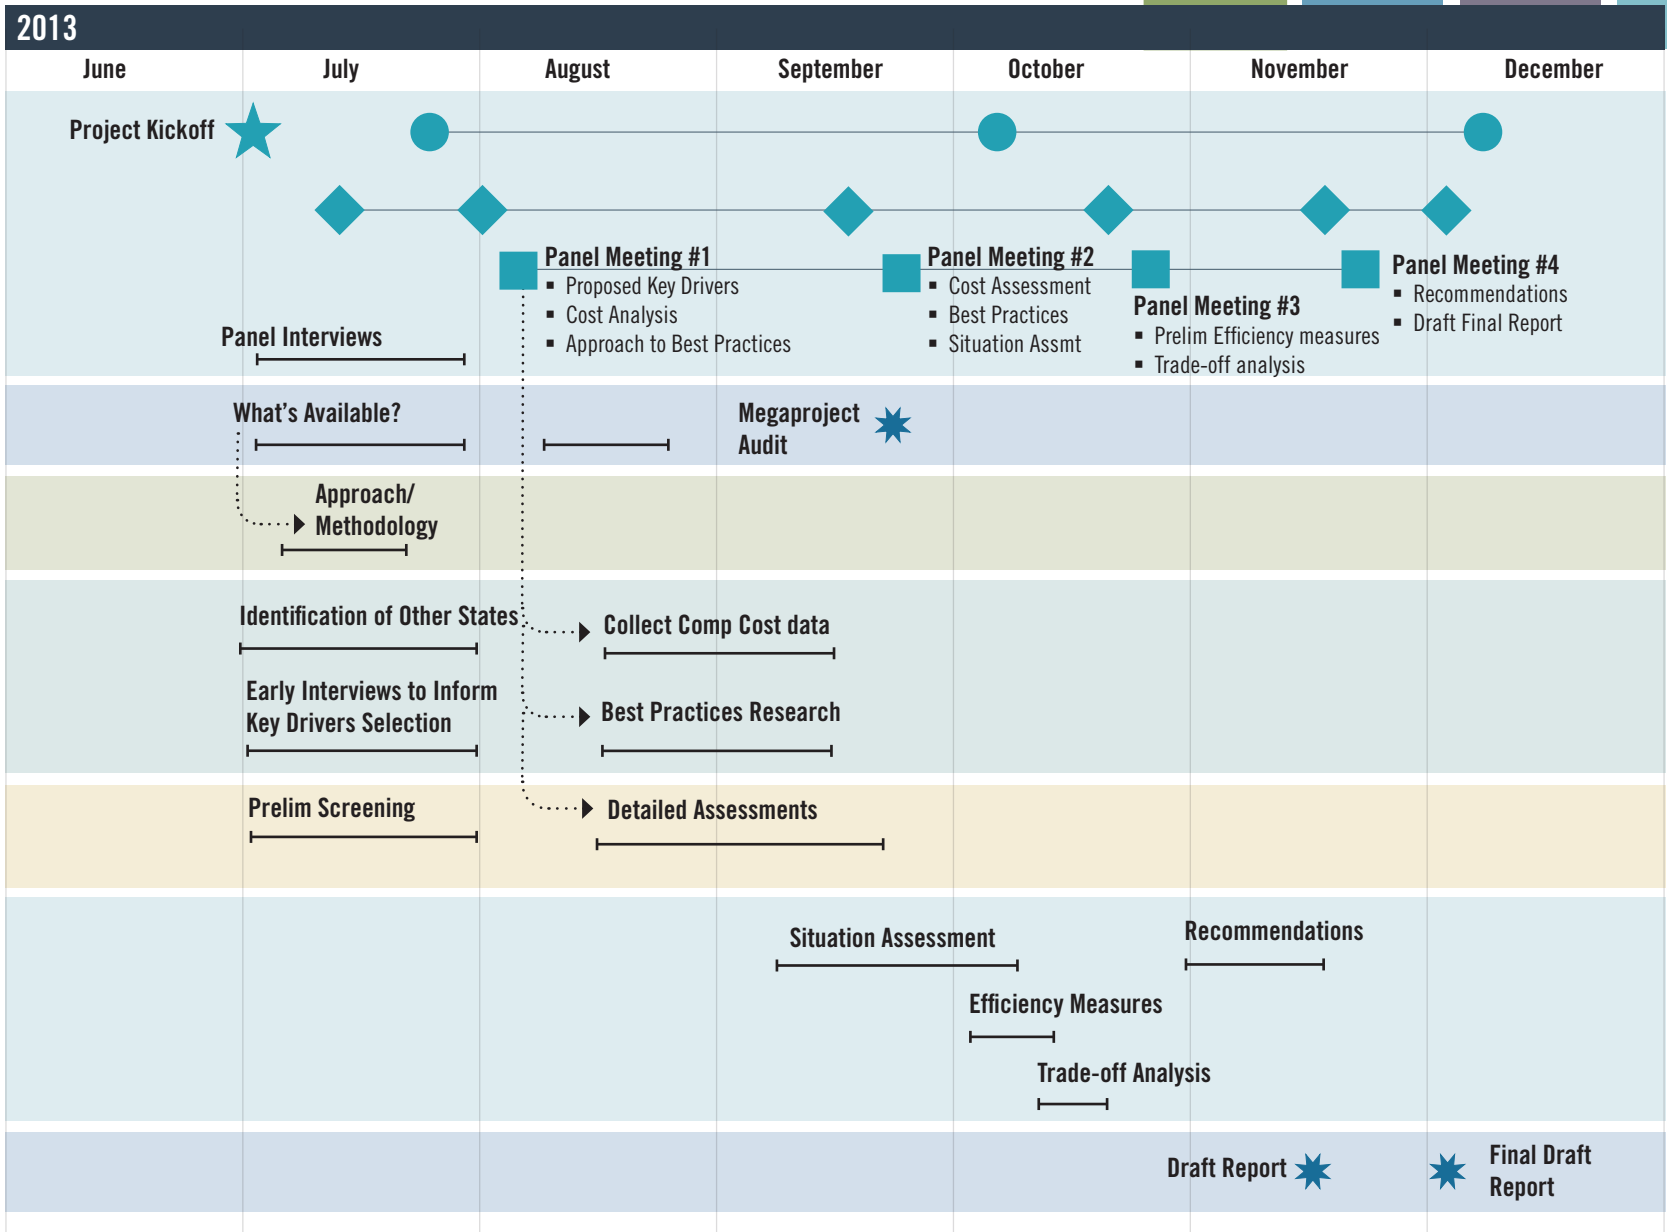 2013
June
July
August
September
October
November
December
Project Kickoff
Panel Meeting #1
▪ Proposed Key Drivers
▪ Cost Analysis
▪ Approach to Best Practices
Panel Meeting #2
▪ Cost Assessment
▪ Best Practices
▪ Situation Assmt
Panel Meeting #3
▪ Prelim Efficiency measures
▪ Trade-off analysis
Panel Meeting #4
▪ Recommendations
▪ Draft Final Report
Panel Interviews
What's Available?
Megaproject
Audit
Approach/
Methodology
Identification of Other States
Collect Comp Cost data
Early Interviews to Inform
Key Drivers Selection
Best Practices Research
Prelim Screening
Detailed Assessments
Situation Assessment
Recommendations
Efficiency Measures
Trade-off Analysis
Draft Report
Final Draft
Report